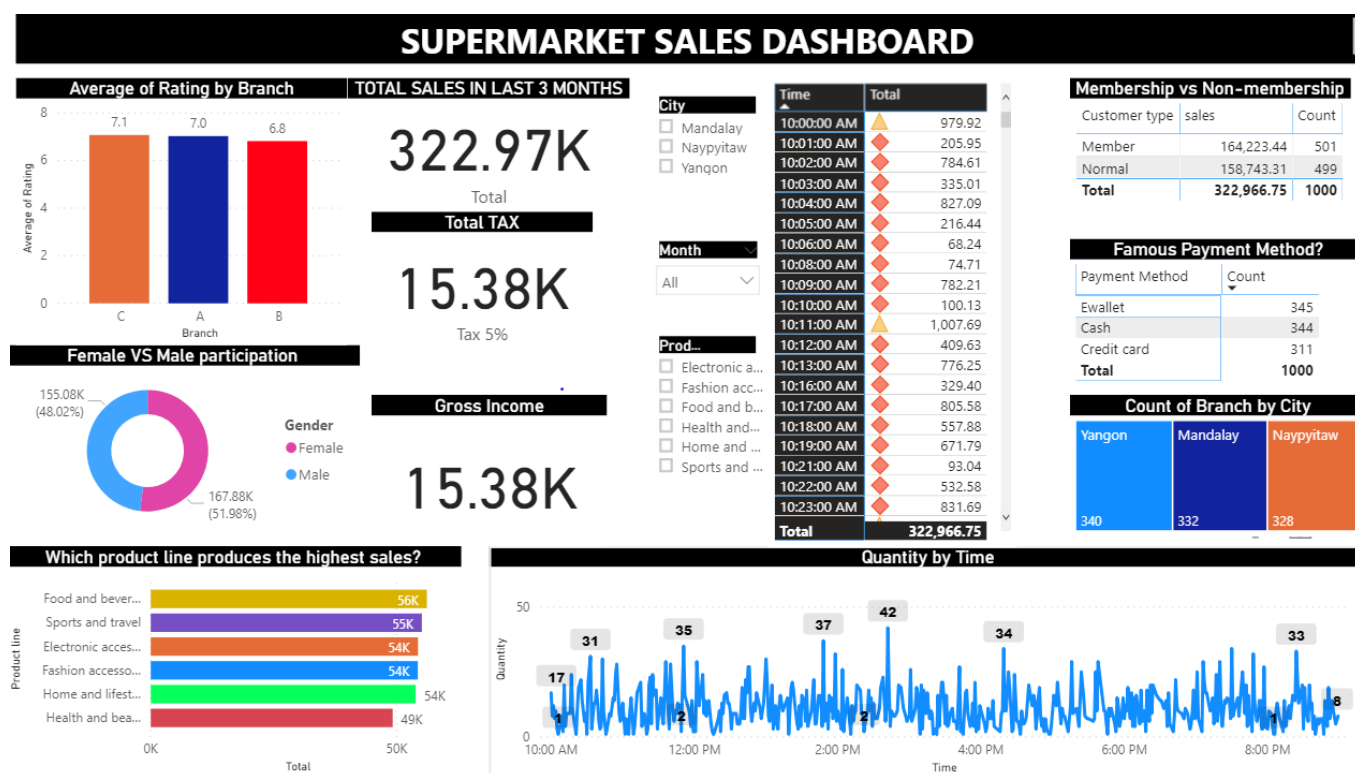 SUPERMARKET SALES DASHBOARD
Average of Rating by Branch
8
7.1
7.0
6.8
6
4
2
0
Average of Rating
C
A
B
Branch
TOTAL SALES IN LAST 3 MONTHS
322.97K
Total
Total TAX
15.38K
Tax 5%
Gross Income
15.38K
Female VS Male participation
155.08K
(48.02%)
167.88K
(51.98%)
Gender
Female
Male
City
Mandalay
Naypyitaw
Yangon
Month
All
Prod...
Electronic a...
Fashion acc...
Food and b...
Health and...
Home and ...
Sports and ...
Time Total
10:00:00 AM 979.92
10:01:00 AM 205.95
10:02:00 AM 784.61
10:03:00 AM 335.01
10:04:00 AM 827.09
10:05:00 AM 216.44
10:06:00 AM 68.24
10:08:00 AM 74.71
10:09:00 AM 782.21
10:10:00 AM 100.13
10:11:00 AM 1,007.69
10:12:00 AM 409.63
10:13:00 AM 776.25
10:16:00 AM 329.40
10:17:00 AM 805.58
10:18:00 AM 557.88
10:19:00 AM 671.79
10:21:00 AM 93.04
10:22:00 AM 532.58
10:23:00 AM 831.69
Total 322,966.75
Membership vs Non-membership
Customer type sales Count
Member 164,223.44 501
Normal 158,743.31 499
Total 322,966.75 1000
Famous Payment Method?
Payment Method Count
Ewallet 345
Cash 344
Credit card 311
Total 1000
Count of Branch by City
Yangon Mandalay Naypyitaw
340 332 328
Which product line produces the highest sales?
Product line
Food and bever... 56K
Sports and travel 55K
Electronic acces... 54K
Fashion accesso... 54K
Home and lifest... 54K
Health and bea... 49K
0K 50K
Total
Quantity by Time
Quantity
50
0
17
1
31
35
2
37
2
42
34
33
1
8
10:00 AM 12:00 PM 2:00 PM 4:00 PM 6:00 PM 8:00 PM
Time